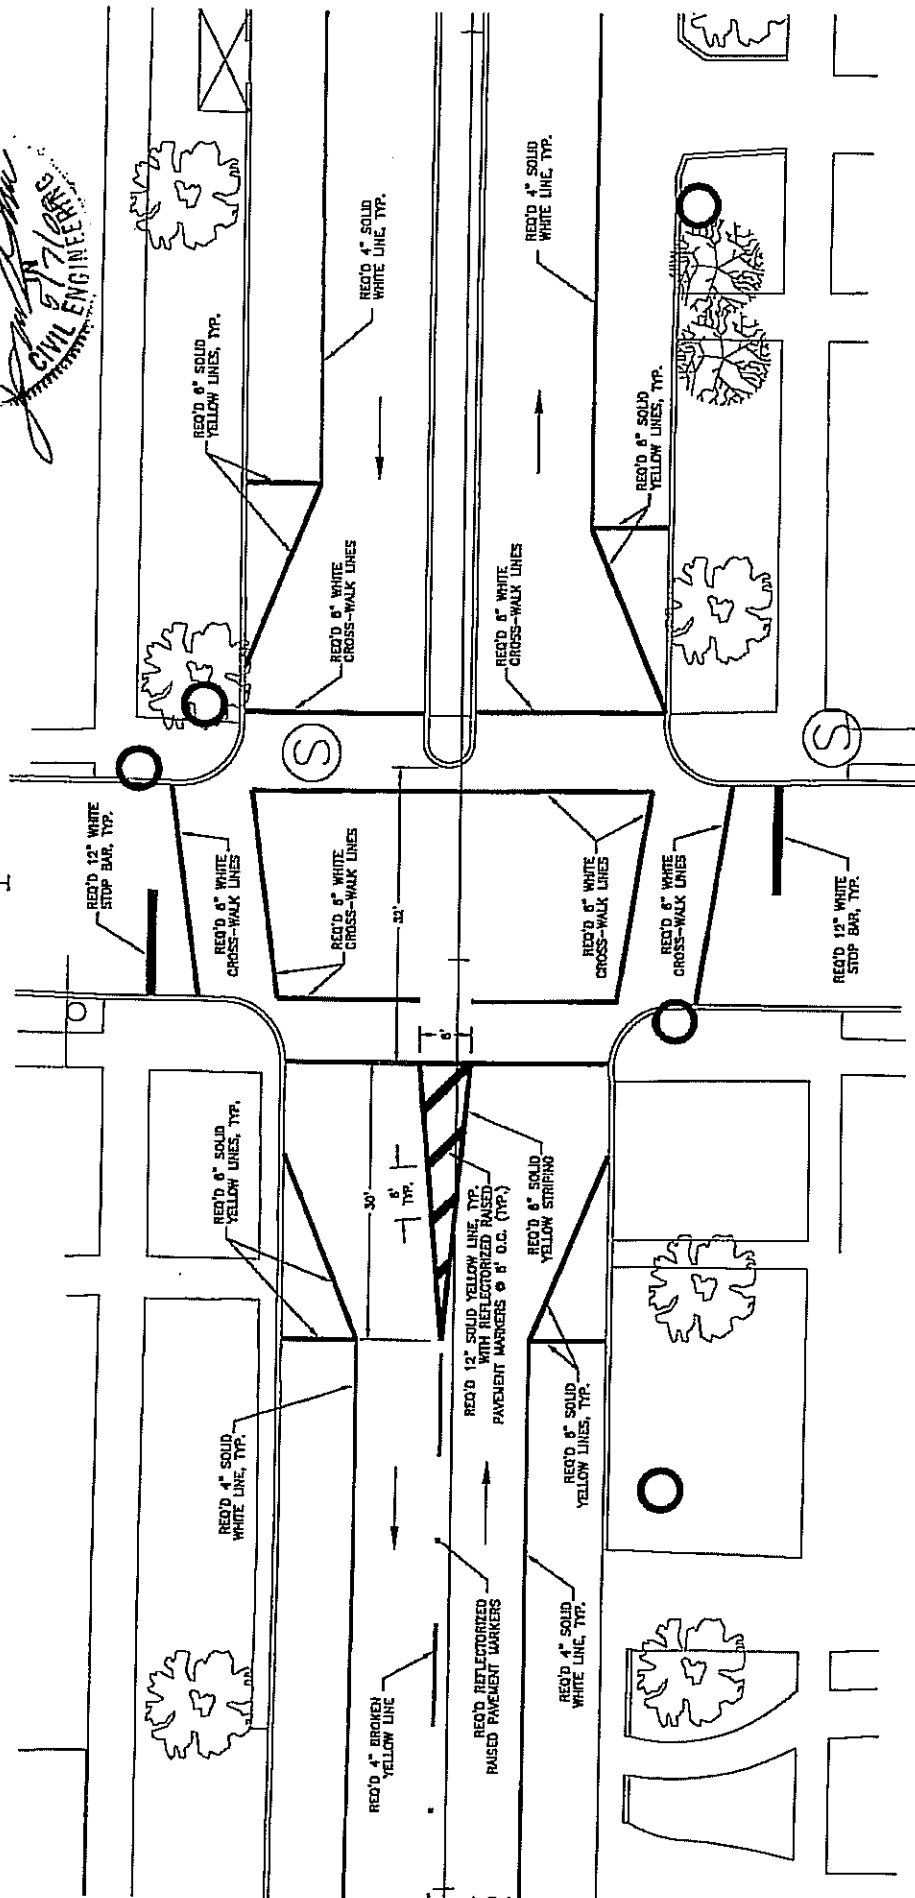 IN
CIVIL ENGINEERING
REQ'D 4" SOLID
WHITE LINE, TYP.
REQ'D 4" SOLID
WHITE LINE, TYP.
REQ'D 6" SOLID
YELLOW LINES, TYP.
REQ'D 6" SOLID
YELLOW LINES, TYP.
REQ'D 6" WHITE
CROSS-WALK LINES
REQ'D 6" WHITE
CROSS-WALK LINES
S
S
REQ'D 12" WHITE
STOP BAR, TYP.
REQ'D 6" WHITE
CROSS-WALK LINES
REQ'D 6" WHITE
CROSS-WALK LINES
32'
REQ'D 6" WHITE
CROSS-WALK LINES
REQ'D 6" WHITE
CROSS-WALK LINES
REQ'D 12" WHITE
STOP BAR, TYP.
6'
REQ'D 6" SOLID
YELLOW LINES, TYP.
30'
6'
TYP.
REQ'D 12" SOLID YELLOW LINE, TYP.
WITH REFLECTORIZED RAISED
PAVEMENT MARKERS @ 6' O.C. (TYP.)
REQ'D 6" SOLID
YELLOW STRIPING
REQ'D 4" SOLID
WHITE LINE, TYP.
REQ'D 6" SOLID
YELLOW LINES, TYP.
REQ'D 4" BROKEN
YELLOW LINE
REQ'D REFLECTORIZED
RAISED PAVEMENT MARKERS
REQ'D 4" SOLID
WHITE LINE, TYP.